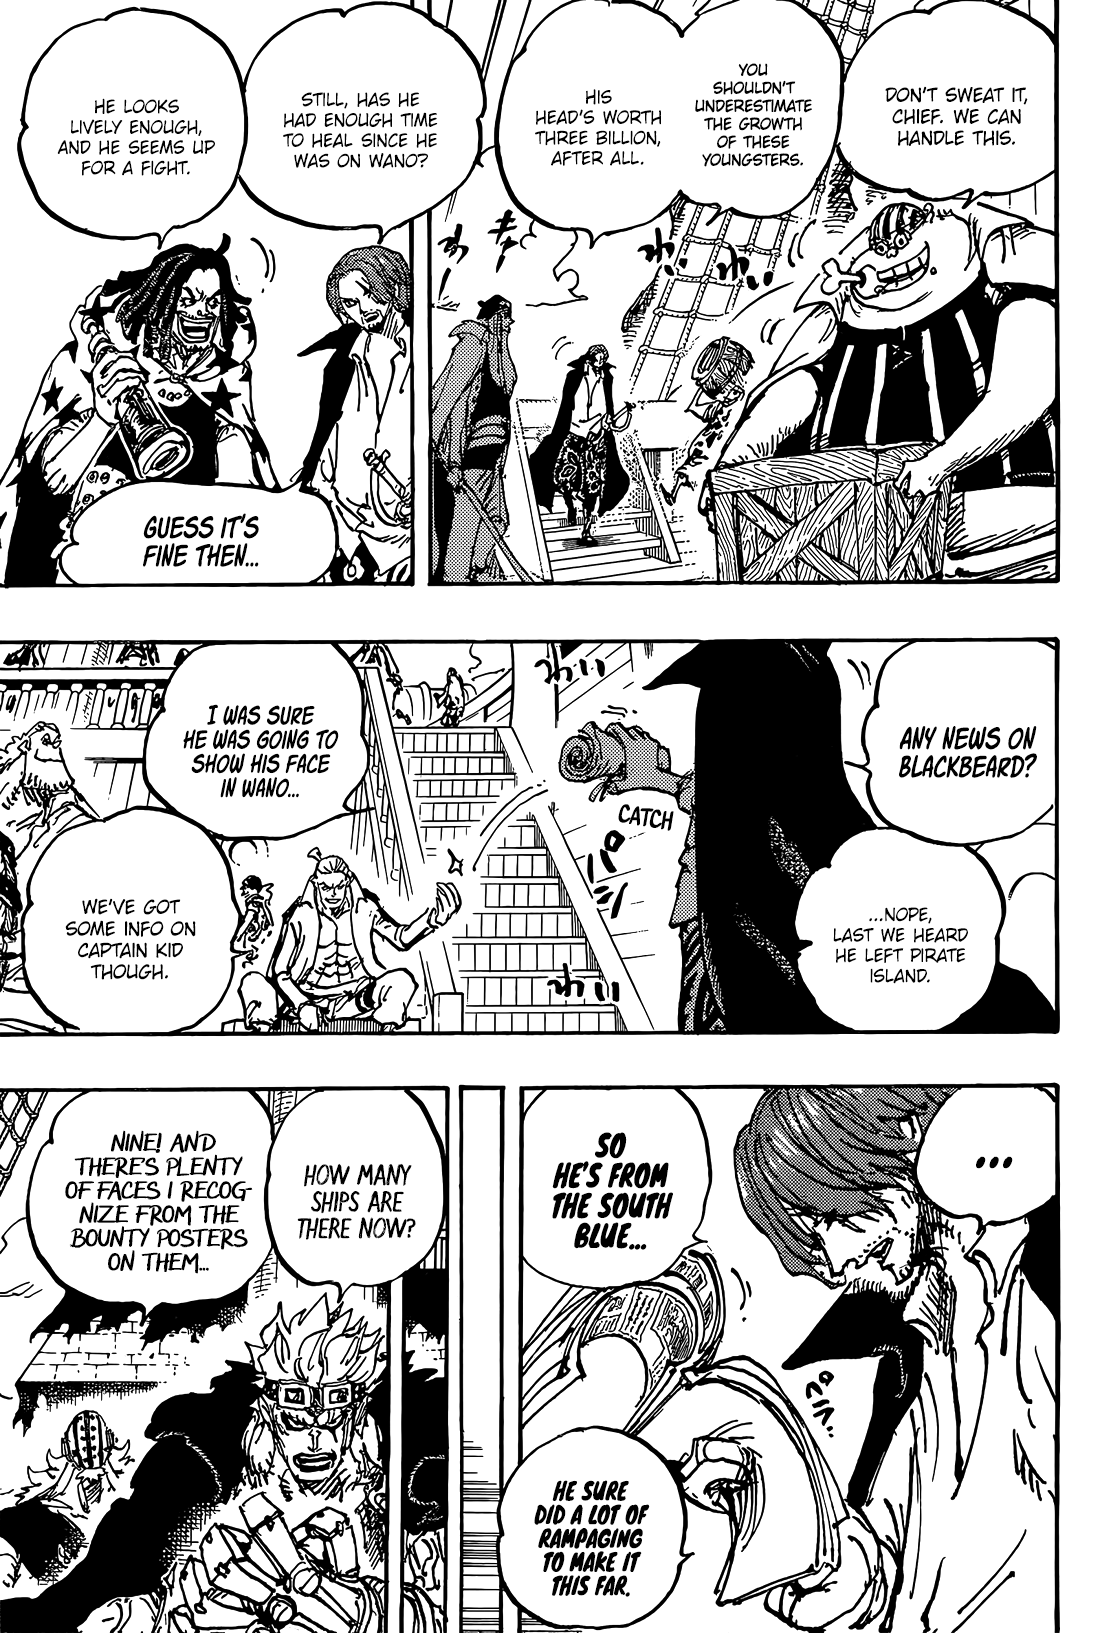 DON'T SWEAT IT,
CHIEF. WE CAN
HANDLE THIS.
YOU
SHOULDN'T
UNDERESTIMATE
THE GROWTH
OF THESE
YOUNGSTERS.
HIS
HEAD'S WORTH
THREE BILLION,
AFTER ALL.
STILL, HAS HE
HAD ENOUGH TIME
TO HEAL SINCE HE
WAS ON WANO?
HE LOOKS
LIVELY ENOUGH,
AND HE SEEMS UP
FOR A FIGHT.
GUESS IT'S
FINE THEN...
ANY NEWS ON
BLACKBEARD?
...NOPE,
LAST WE HEARD
HE LEFT PIRATE
ISLAND.
CATCH
パシッ
I WAS SURE
HE WAS GOING TO
SHOW HIS FACE
IN WANO...
WE'VE GOT
SOME INFO ON
CAPTAIN KID
THOUGH.
...
SO
HE'S FROM
THE SOUTH
BLUE...
HE SURE
DID A LOT OF
RAMPAGING
TO MAKE IT
THIS FAR.
HOW MANY
SHIPS ARE
THERE NOW?
NINE! AND
THERE'S PLENTY
OF FACES I RECOG-
NIZE FROM THE
BOUNTY POSTERS
ON THEM...